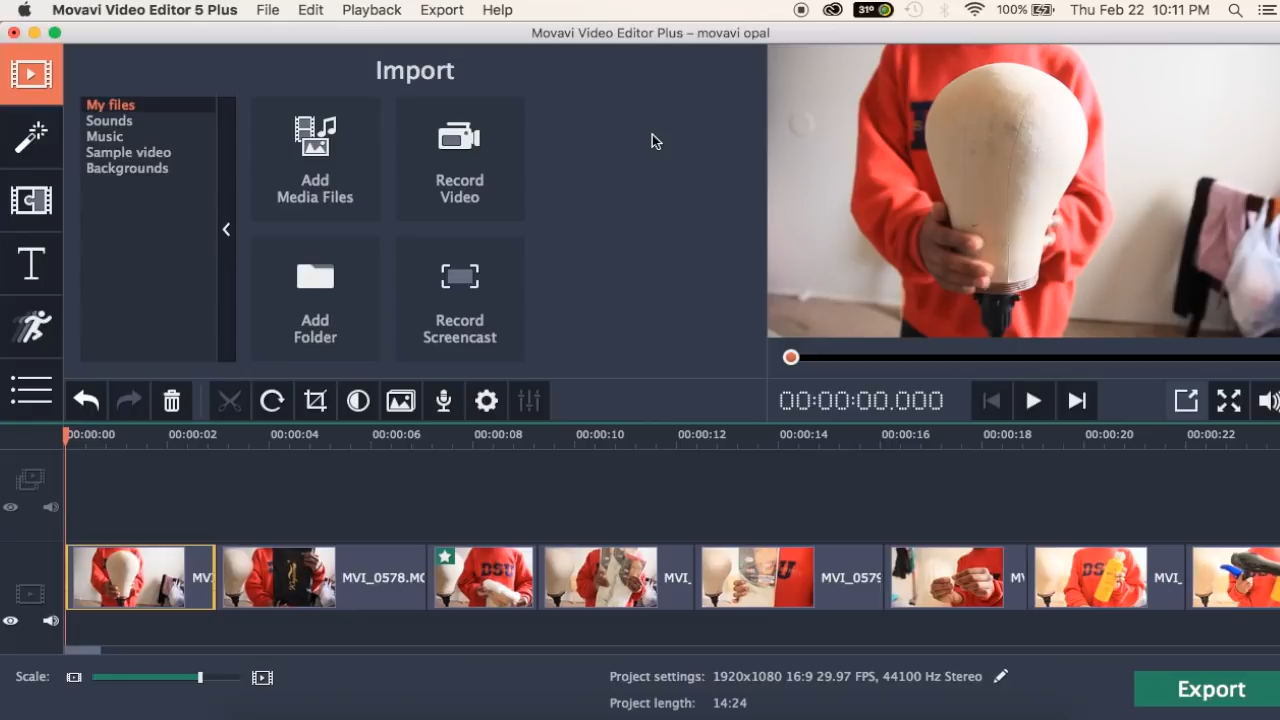 Movavi Video Editor 5 Plus File Edit Playback Export Help 31° 100% Thu Feb 22 10:11 PM
Movavi Video Editor Plus – movavi opal
Import
My files
Sounds
Music
Sample video
Backgrounds
Add
Media Files
Record
Video
Add
Folder
Record
Screencast
00:00:00.000
00:00:00 00:00:02 00:00:04 00:00:06 00:00:08 00:00:10 00:00:12 00:00:14 00:00:16 00:00:18 00:00:20 00:00:22
DSU
MVI_0578.MO
MVI_
MVI_0579
MVI_
Scale:
Project settings: 1920x1080 16:9 29.97 FPS, 44100 Hz Stereo
Project length: 14:24
Export